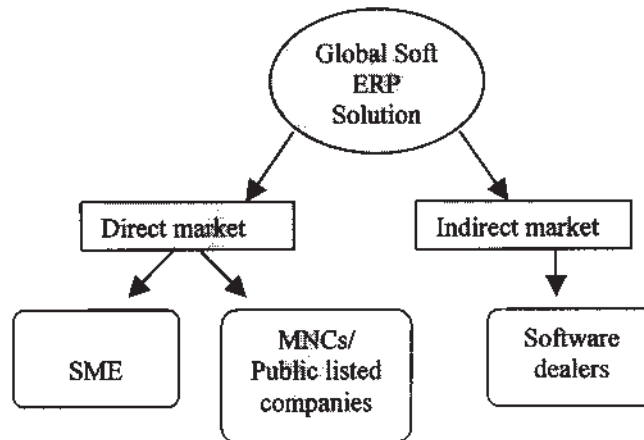 Global Soft
ERP
Solution
Direct market
Indirect market
SME
MNCs/
Public listed
companies
Software
dealers